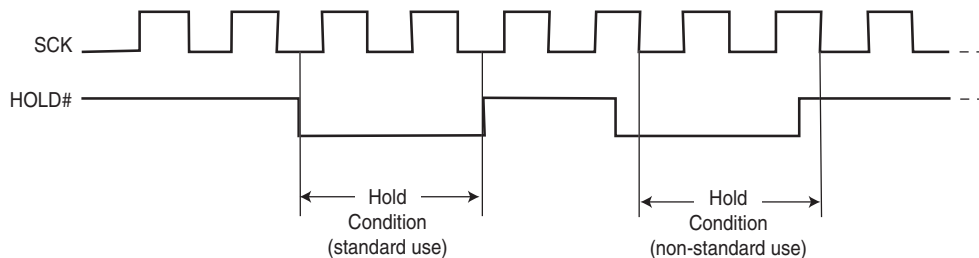 SCK
HOLD#
Hold
Condition
(standard use)
Hold
Condition
(non-standard use)